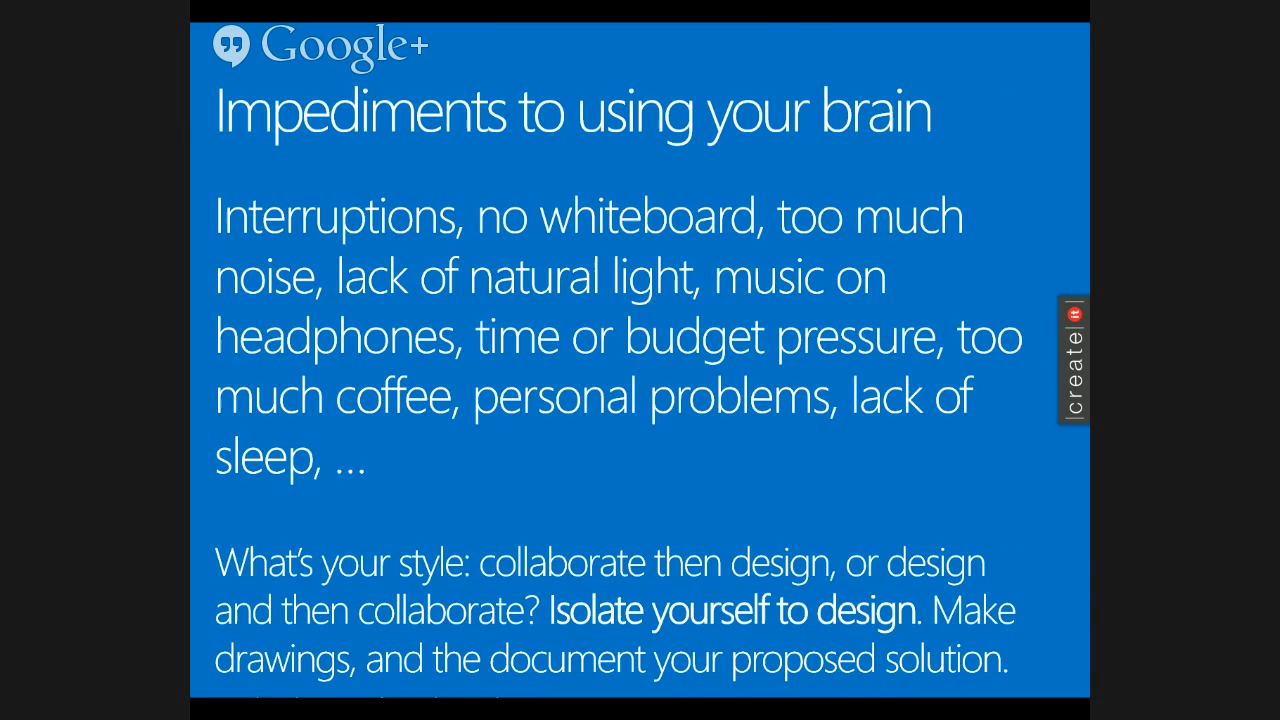 Google+
Impediments to using your brain
Interruptions, no whiteboard, too much
noise, lack of natural light, music on
headphones, time or budget pressure, too
much coffee, personal problems, lack of
sleep, ...
|create|it|
What's your style: collaborate then design, or design
and then collaborate? Isolate yourself to design. Make
drawings, and the document your proposed solution.